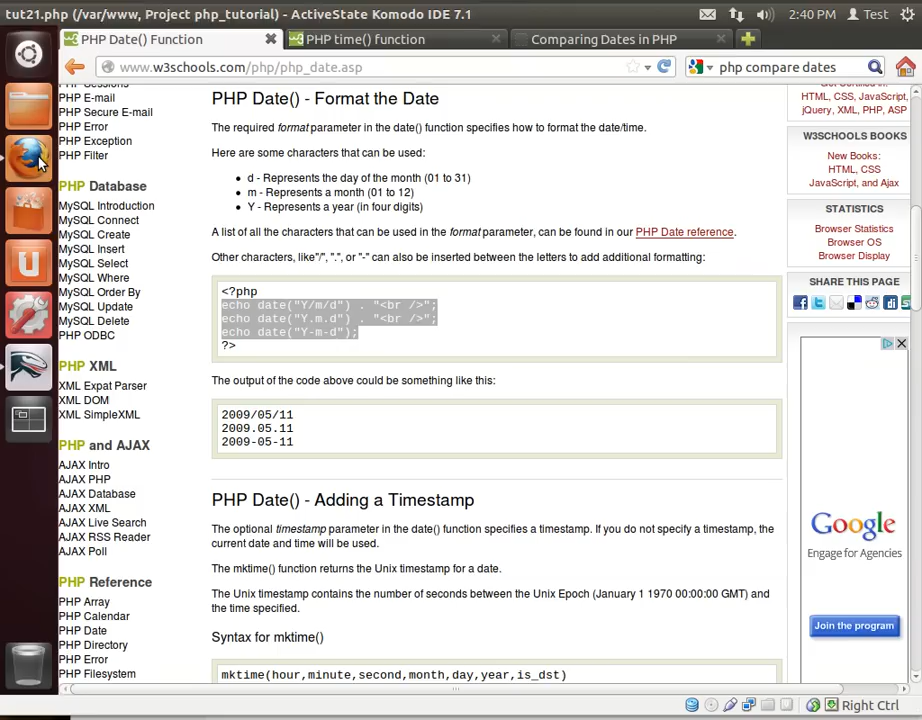 tut21.php (/var/www, Project php_tutorial) - ActiveState Komodo IDE 7.1
2:40 PM
Test
PHP Date() Function
PHP time() function
Comparing Dates in PHP
www.w3schools.com/php/php_date.asp
php compare dates
PHP Sessions
PHP E-mail
PHP Secure E-mail
PHP Error
PHP Exception
PHP Filter
PHP Database
MySQL Introduction
MySQL Connect
MySQL Create
MySQL Insert
MySQL Select
MySQL Where
MySQL Order By
MySQL Update
MySQL Delete
PHP ODBC
PHP XML
XML Expat Parser
XML DOM
XML SimpleXML
PHP and AJAX
AJAX Intro
AJAX PHP
AJAX Database
AJAX XML
AJAX Live Search
AJAX RSS Reader
AJAX Poll
PHP Reference
PHP Array
PHP Calendar
PHP Date
PHP Directory
PHP Error
PHP Filesystem
PHP Date() - Format the Date
The required format parameter in the date() function specifies how to format the date/time.
Here are some characters that can be used:
d - Represents the day of the month (01 to 31)
m - Represents a month (01 to 12)
Y - Represents a year (in four digits)
A list of all the characters that can be used in the format parameter, can be found in our PHP Date reference.
Other characters, like"/", ".", or "-" can also be inserted between the letters to add additional formatting:
<?php
echo date("Y/m/d") . "<br />";
echo date("Y.m.d") . "<br />";
echo date("Y-m-d");
?>
The output of the code above could be something like this:
2009/05/11
2009.05.11
2009-05-11
PHP Date() - Adding a Timestamp
The optional timestamp parameter in the date() function specifies a timestamp. If you do not specify a timestamp, the
current date and time will be used.
The mktime() function returns the Unix timestamp for a date.
The Unix timestamp contains the number of seconds between the Unix Epoch (January 1 1970 00:00:00 GMT) and
the time specified.
Syntax for mktime()
mktime(hour,minute,second,month,day,year,is_dst)
HTML, CSS, JavaScript,
jQuery, XML, PHP, ASP
W3SCHOOLS BOOKS
New Books:
HTML, CSS
JavaScript, and Ajax
STATISTICS
Browser Statistics
Browser OS
Browser Display
SHARE THIS PAGE
Google
Engage for Agencies
Join the program
Right Ctrl